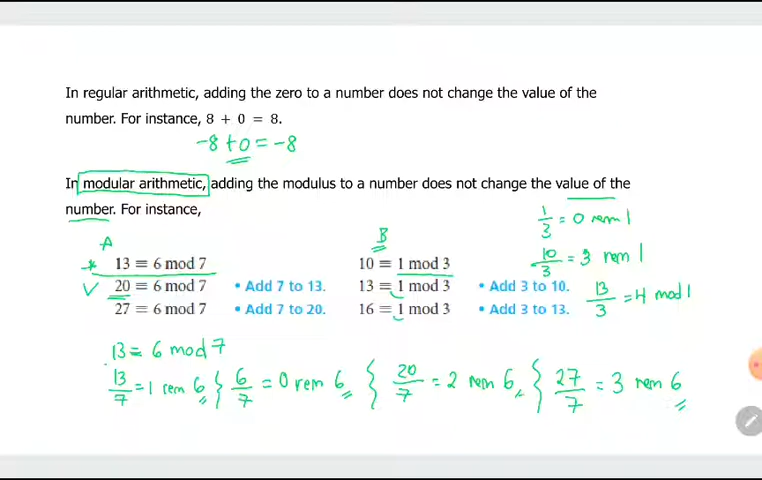 In regular arithmetic, adding the zero to a number does not change the value of the
number. For instance, 8 + 0 = 8.
-8 + 0 = -8
In modular arithmetic, adding the modulus to a number does not change the value of the
number. For instance,
1/3 = 0 rem 1
A
B
10/3 = 3 rem 1
13 ≡ 6 mod 7
10 ≡ 1 mod 3
20 ≡ 6 mod 7 • Add 7 to 13.
13 ≡ 1 mod 3 • Add 3 to 10.
13/3 = 4 mod 1
27 ≡ 6 mod 7 • Add 7 to 20.
16 ≡ 1 mod 3 • Add 3 to 13.
13 ≡ 6 mod 7
13/7 = 1 rem 6 } 6/7 = 0 rem 6 { 20/7 = 2 rem 6 { 27/7 = 3 rem 6